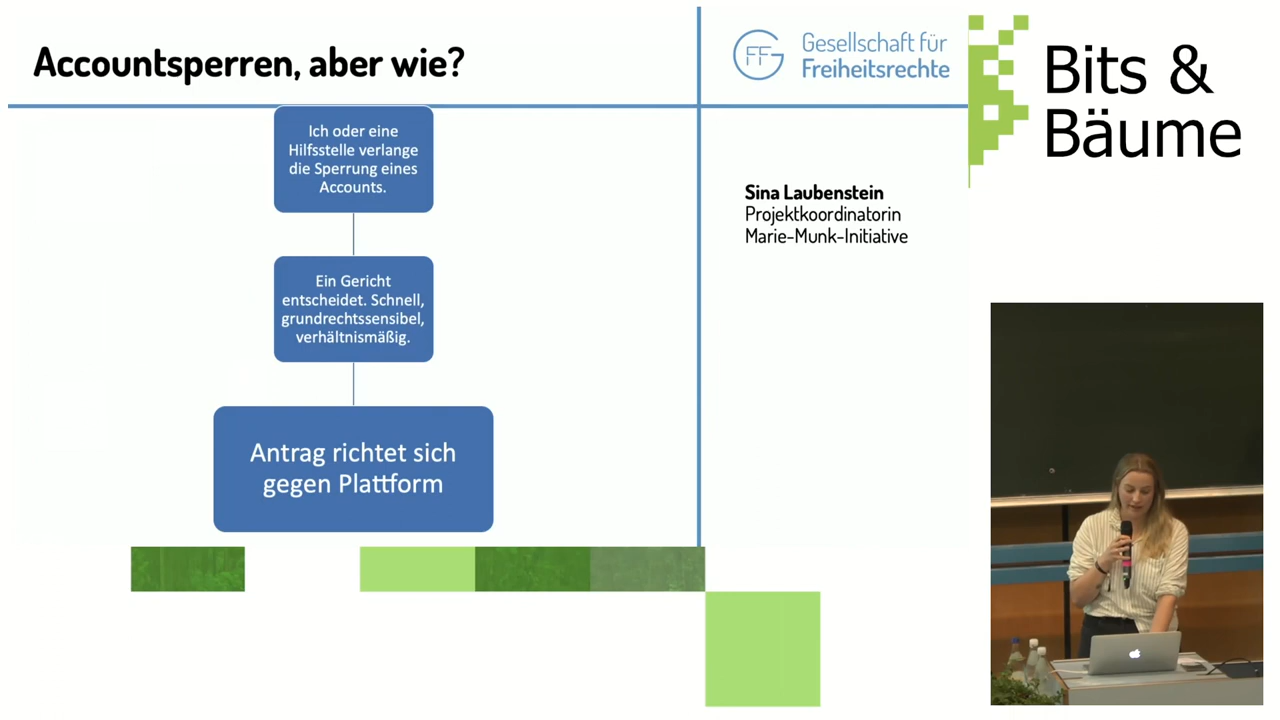 Accountsperren, aber wie?
GFF
Gesellschaft für
Freiheitsrechte
Bits &
Bäume
Ich oder eine
Hilfsstelle verlange
die Sperrung eines
Accounts.
Ein Gericht
entscheidet. Schnell,
grundrechtssensibel,
verhältnismäßig.
Antrag richtet sich
gegen Plattform
Sina Laubenstein
Projektkoordinatorin
Marie-Munk-Initiative